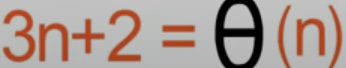 3n+2 = Θ (n)